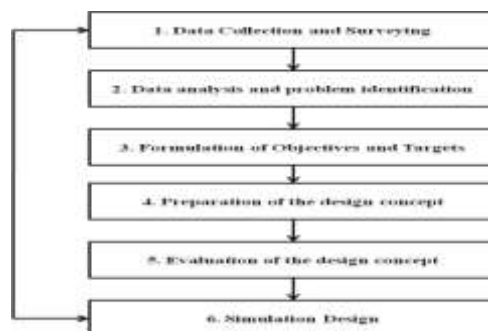 1. Data Collection and Surveying
2. Data analysis and problem identification
3. Formulation of Objectives and Targets
4. Preparation of the design concept
5. Evaluation of the design concept
6. Simulation Design